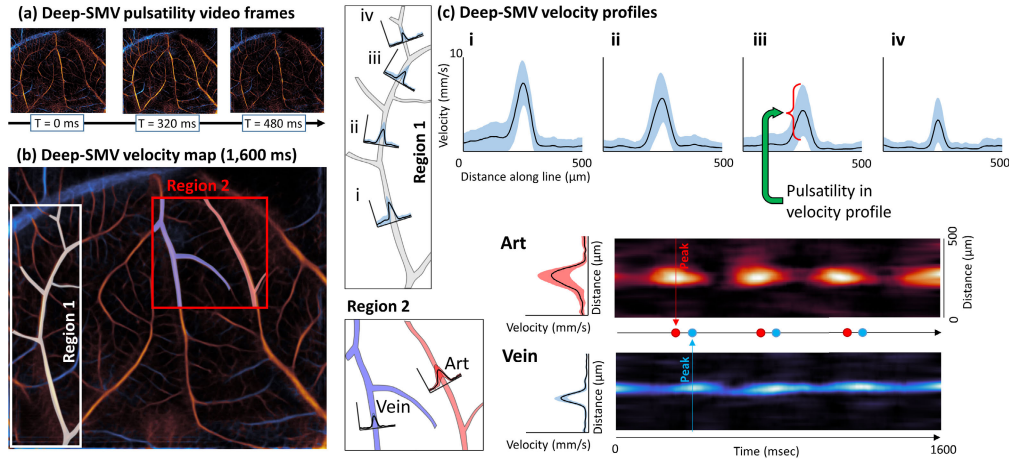 (a) Deep-SMV pulsatility video frames
T = 0 ms
T = 320 ms
T = 480 ms
(b) Deep-SMV velocity map (1,600 ms)
Region 2
Region 1
iv
iii
ii
i
Region 1
Region 2
Art
Vein
(c) Deep-SMV velocity profiles
i
ii
iii
iv
10
Velocity
mm/s
0
500
500
500
500
Distance along line (µm)
Pulsatility in
velocity profile
Art
Distance (µm)
Velocity (mm/s)
Peak
500
Distance (µm)
0
Vein
Distance (µm)
Velocity (mm/s)
Peak
0
Time (msec)
1600